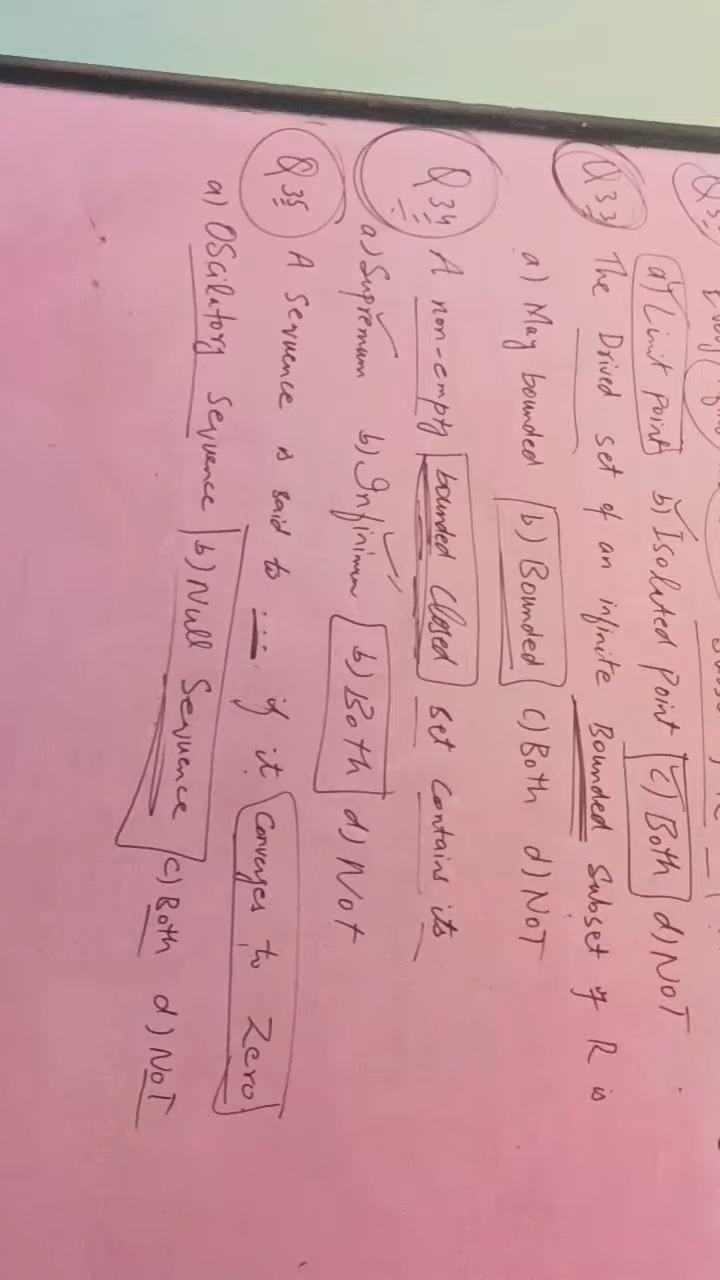 a) Limit point b) Isolated point c) Both d) NOT
Q33 The Drived set of an infinite Bounded Subset of R is
a) May bounded b) Bounded c) Both d) NOT
Q34 A non-empty bounded closed set contains its
a) Supremum b) Infinimum b) Both d) Not
Q35 A Sequence is said to .... if it Converges to Zero
a) OScilatory Sequence b) Null Sequence c) Both d) NOT